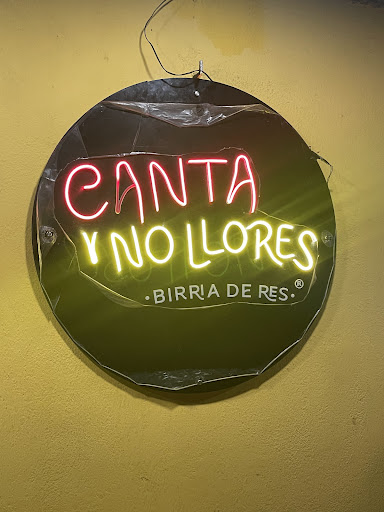 CANTA
Y NO LLORES
· BIRRIA DE RES · ®